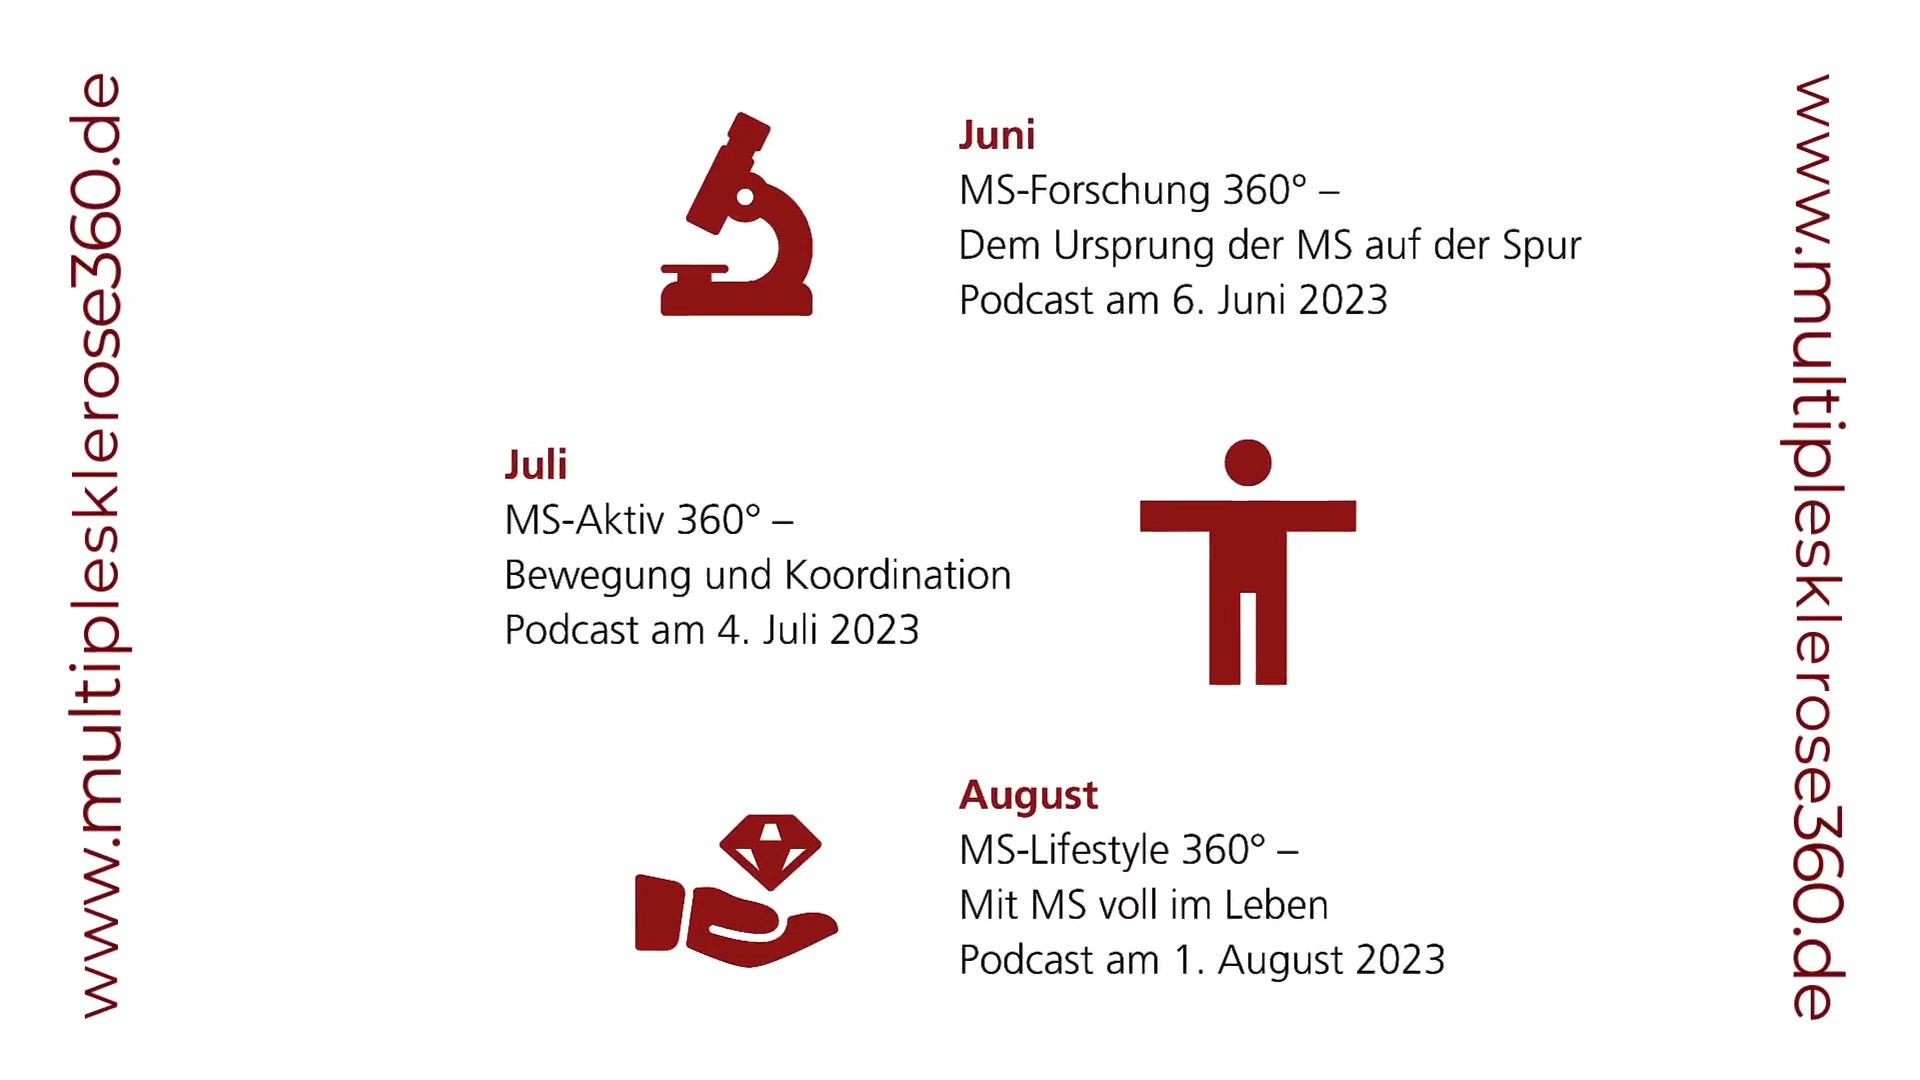 www.multiplesklerose360.de
Juni
MS-Forschung 360° –
Dem Ursprung der MS auf der Spur
Podcast am 6. Juni 2023
Juli
MS-Aktiv 360° –
Bewegung und Koordination
Podcast am 4. Juli 2023
August
MS-Lifestyle 360° –
Mit MS voll im Leben
Podcast am 1. August 2023
www.multiplesklerose360.de